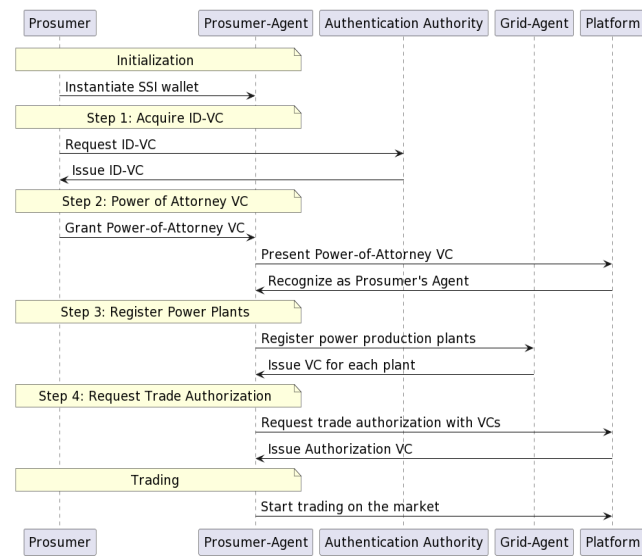 Prosumer Prosumer-Agent Authentication Authority Grid-Agent Platform
Initialization
Instantiate SSI wallet
Step 1: Acquire ID-VC
Request ID-VC
Issue ID-VC
Step 2: Power of Attorney VC
Grant Power-of-Attorney VC
Present Power-of-Attorney VC
Recognize as Prosumer's Agent
Step 3: Register Power Plants
Register power production plants
Issue VC for each plant
Step 4: Request Trade Authorization
Request trade authorization with VCs
Issue Authorization VC
Trading
Start trading on the market
Prosumer Prosumer-Agent Authentication Authority Grid-Agent Platform